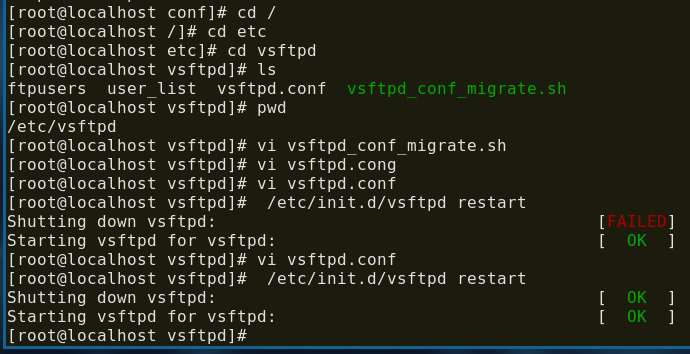 [root@localhost conf]# cd /
[root@localhost /]# cd etc
[root@localhost etc]# cd vsftpd
[root@localhost vsftpd]# ls
ftpusers  user_list  vsftpd.conf  vsftpd_conf_migrate.sh
[root@localhost vsftpd]# pwd
/etc/vsftpd
[root@localhost vsftpd]# vi vsftpd_conf_migrate.sh
[root@localhost vsftpd]# vi vsftpd.cong
[root@localhost vsftpd]# vi vsftpd.conf
[root@localhost vsftpd]#  /etc/init.d/vsftpd restart
Shutting down vsftpd:                                      [FAILED]
Starting vsftpd for vsftpd:                                [  OK  ]
[root@localhost vsftpd]# vi vsftpd.conf
[root@localhost vsftpd]#  /etc/init.d/vsftpd restart
Shutting down vsftpd:                                      [  OK  ]
Starting vsftpd for vsftpd:                                [  OK  ]
[root@localhost vsftpd]#